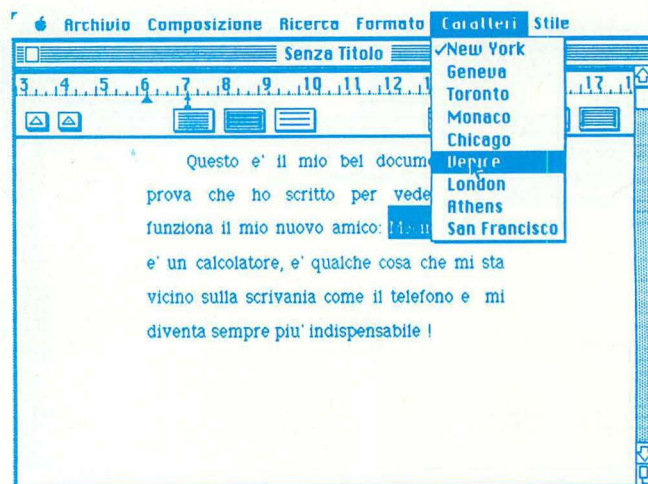 Archivio Composizione Ricerca Formato Caratteri Stile
Senza Titolo
3 4 5 6 7 8 9 10 11 12 1 17 1
✓New York
Geneva
Toronto
Monaco
Chicago
Venice
London
Athens
San Francisco
Questo e' il mio bel docum
prova che ho scritto per vede
funziona il mio nuovo amico:
e' un calcolatore, e' qualche cosa che mi sta
vicino sulla scrivania come il telefono e mi
diventa sempre piu' indispensabile !